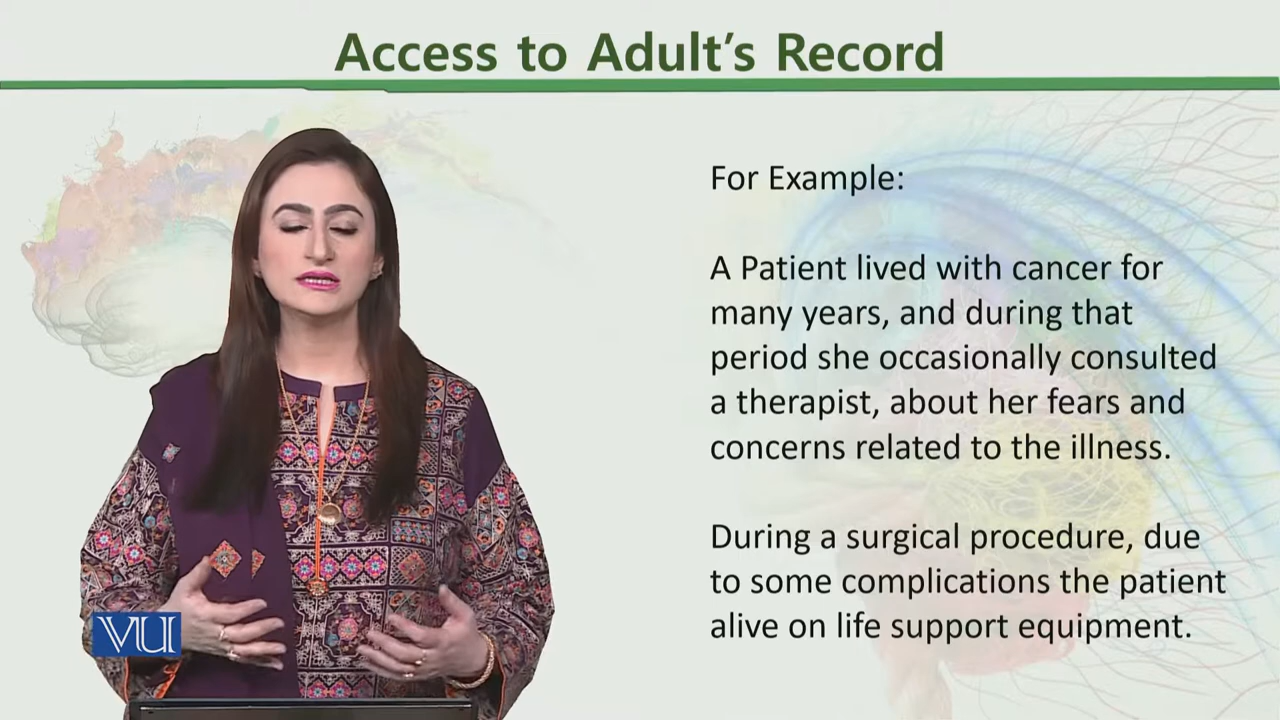 Access to Adult's Record
For Example:
A Patient lived with cancer for
many years, and during that
period she occasionally consulted
a therapist, about her fears and
concerns related to the illness.
During a surgical procedure, due
to some complications the patient
alive on life support equipment.
VU